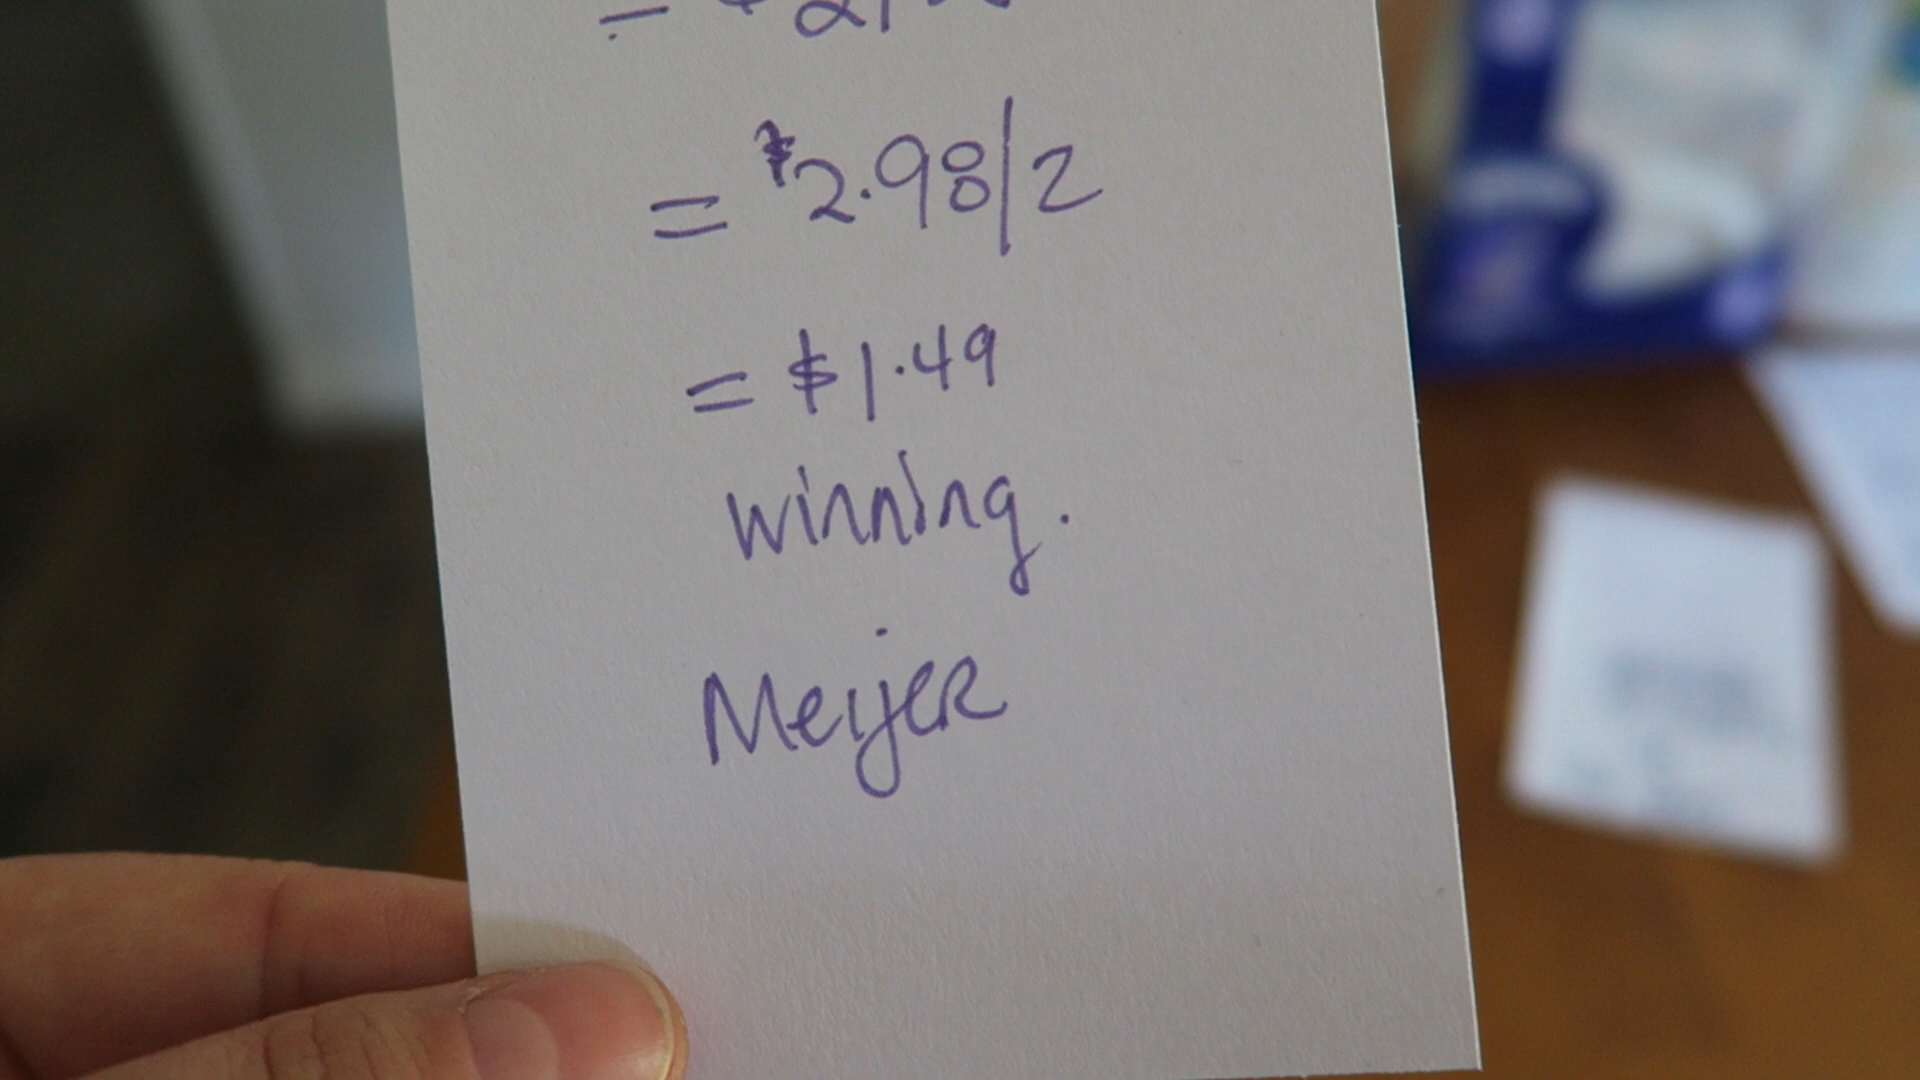 = $2.98/2
= $1.49
winning.
Meijer